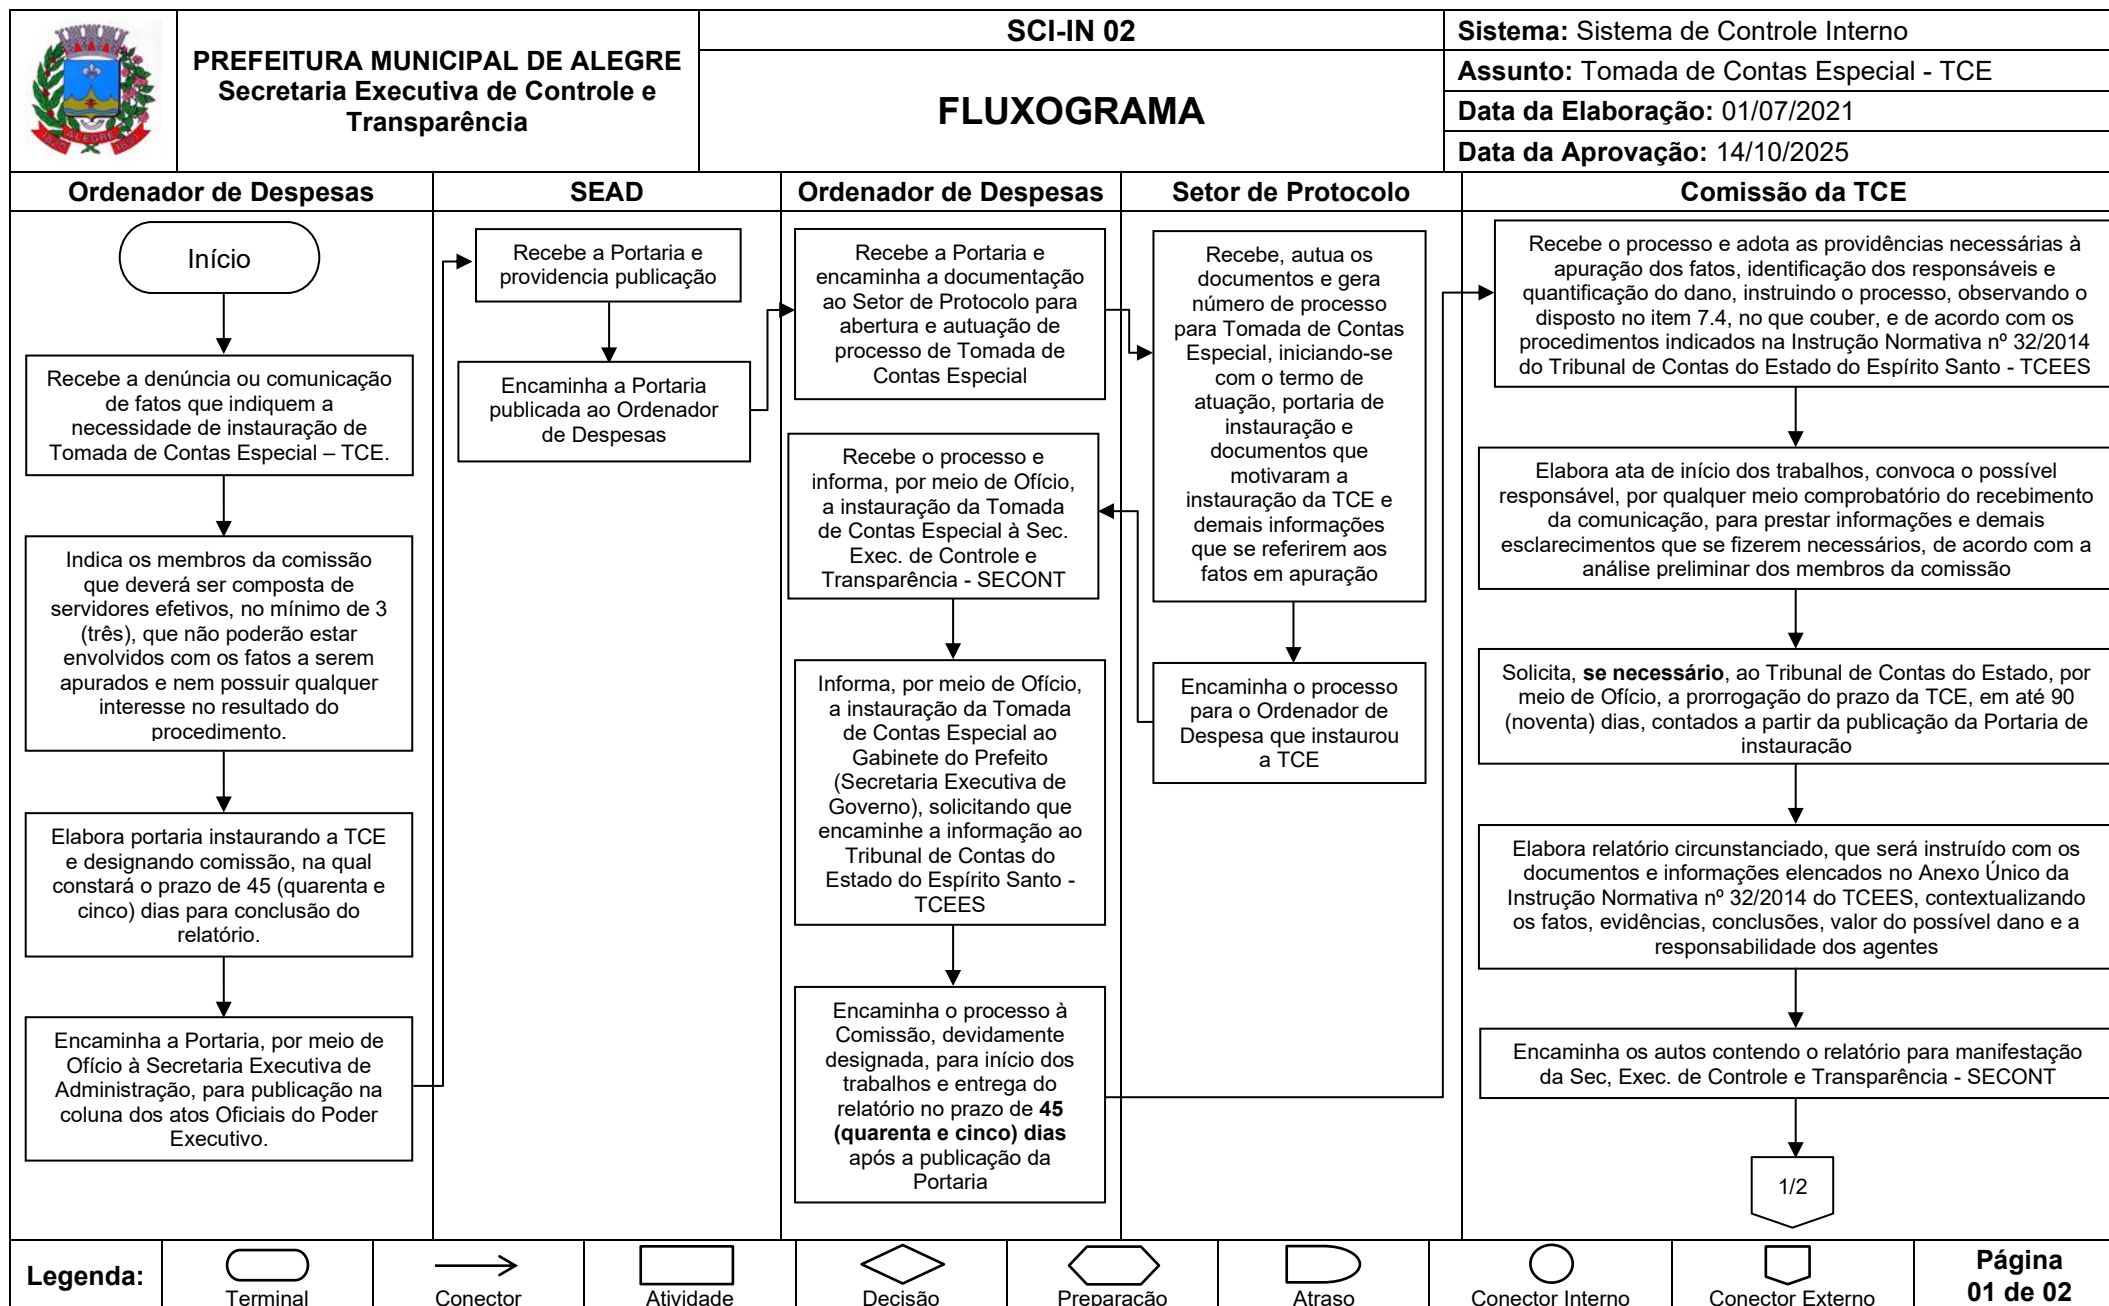 PREFEITURA MUNICIPAL DE ALEGRE
Secretaria Executiva de Controle e
Transparência
SCI-IN 02
FLUXOGRAMA
Sistema: Sistema de Controle Interno
Assunto: Tomada de Contas Especial - TCE
Data da Elaboração: 01/07/2021
Data da Aprovação: 14/10/2025
ALEGRE
Ordenador de Despesas
Início
Recebe a denúncia ou comunicação
de fatos que indiquem a
necessidade de instauração de
Tomada de Contas Especial – TCE.
Indica os membros da comissão
que deverá ser composta de
servidores efetivos, no mínimo de 3
(três), que não poderão estar
envolvidos com os fatos a serem
apurados e nem possuir qualquer
interesse no resultado do
procedimento.
Elabora portaria instaurando a TCE
e designando comissão, na qual
constará o prazo de 45 (quarenta e
cinco) dias para conclusão do
relatório.
Encaminha a Portaria, por meio de
Ofício à Secretaria Executiva de
Administração, para publicação na
coluna dos atos Oficiais do Poder
Executivo.
SEAD
Recebe a Portaria e
providencia publicação
Encaminha a Portaria
publicada ao Ordenador
de Despesas
Ordenador de Despesas
Recebe a Portaria e
encaminha a documentação
ao Setor de Protocolo para
abertura e autuação de
processo de Tomada de
Contas Especial
Recebe o processo e
informa, por meio de Ofício,
a instauração da Tomada
de Contas Especial à Sec.
Exec. de Controle e
Transparência - SECONT
Informa, por meio de Ofício,
a instauração da Tomada
de Contas Especial ao
Gabinete do Prefeito
(Secretaria Executiva de
Governo), solicitando que
encaminhe a informação ao
Tribunal de Contas do
Estado do Espírito Santo -
TCEES
Encaminha o processo à
Comissão, devidamente
designada, para início dos
trabalhos e entrega do
relatório no prazo de 45
(quarenta e cinco) dias
após a publicação da
Portaria
Setor de Protocolo
Recebe, autua os
documentos e gera
número de processo
para Tomada de Contas
Especial, iniciando-se
com o termo de
atuação, portaria de
instauração e
documentos que
motivaram a
instauração da TCE e
demais informações
que se referirem aos
fatos em apuração
Encaminha o processo
para o Ordenador de
Despesa que instaurou
a TCE
Comissão da TCE
Recebe o processo e adota as providências necessárias à
apuração dos fatos, identificação dos responsáveis e
quantificação do dano, instruindo o processo, observando o
disposto no item 7.4, no que couber, e de acordo com os
procedimentos indicados na Instrução Normativa nº 32/2014
do Tribunal de Contas do Estado do Espírito Santo - TCEES
Elabora ata de início dos trabalhos, convoca o possível
responsável, por qualquer meio comprobatório do recebimento
da comunicação, para prestar informações e demais
esclarecimentos que se fizerem necessários, de acordo com a
análise preliminar dos membros da comissão
Solicita, se necessário, ao Tribunal de Contas do Estado, por
meio de Ofício, a prorrogação do prazo da TCE, em até 90
(noventa) dias, contados a partir da publicação da Portaria de
instauração
Elabora relatório circunstanciado, que será instruído com os
documentos e informações elencados no Anexo Único da
Instrução Normativa nº 32/2014 do TCEES, contextualizando
os fatos, evidências, conclusões, valor do possível dano e a
responsabilidade dos agentes
Encaminha os autos contendo o relatório para manifestação
da Sec, Exec. de Controle e Transparência - SECONT
1/2
Legenda:
Terminal
Conector
Atividade
Decisão
Preparação
Atraso
Conector Interno
Conector Externo
Página
01 de 02